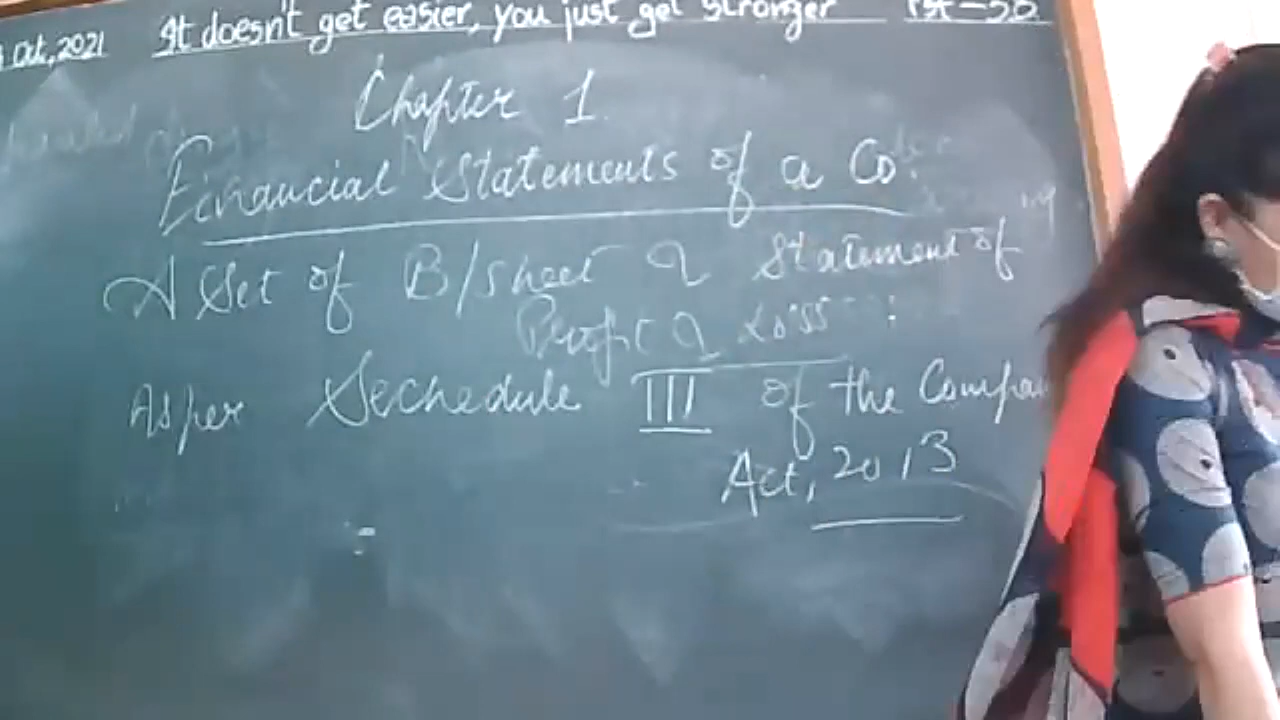 Oct, 2021 It doesn't get easier, you just get stronger
Chapter 1.
Financial Statements of a Co.
A Set of B/Sheet & Statement of
Profit & Loss
As per Sechedule III of the Compan
Act, 2013